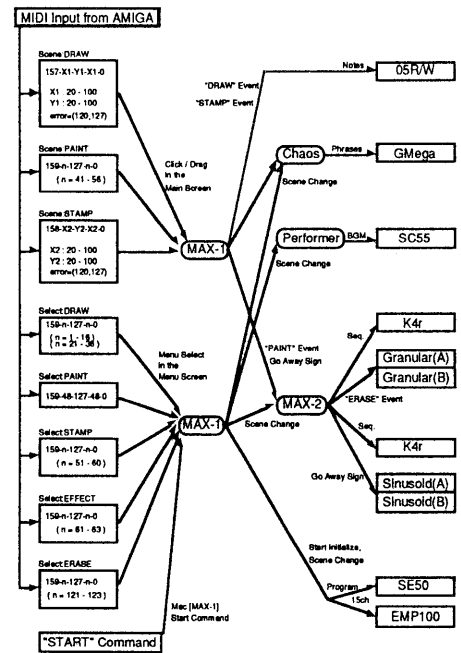 MIDI Input from AMIGA
Scene DRAW
157-X1-Y1-X1-0
X1 : 20 - 100
Y1 : 20 - 100
error=(120,127)
Scene PAINT
159-n-127-n-0
( n = 41 - 56 )
Scene STAMP
158-X2-Y2-X2-0
X2 : 20 - 100
Y2 : 20 - 100
error=(120,127)
Select DRAW
159-n-127-n-0
( n = 1 - 16 )
( n = 21 - 36 )
Select PAINT
159-48-127-48-0
Select STAMP
159-n-127-n-0
( n = 51 - 60 )
Select EFFECT
159-n-127-n-0
( n = 61 - 63 )
Select ERASE
159-n-127-n-0
( n = 121 - 123 )
"START" Command
Click / Drag
in the
Main Screen
MAX-1
Menu Select
in the
Menu Screen
MAX-1
Mac [MAX-1]
Start Command
"DRAW" Event
"STAMP" Event
Notes
05R/W
Chaos
Phrases
GMega
Scene Change
Performer
BGM
SC55
Scene Change
"PAINT" Event
Go Away Sign
MAX-2
Scene Change
Seq.
K4r
Granular(A)
Granular(B)
"ERASE" Event
Seq.
K4r
Go Away Sign
Sinusoid(A)
Sinusoid(B)
Start Initialize,
Scene Change
Program
15ch
SE50
EMP100